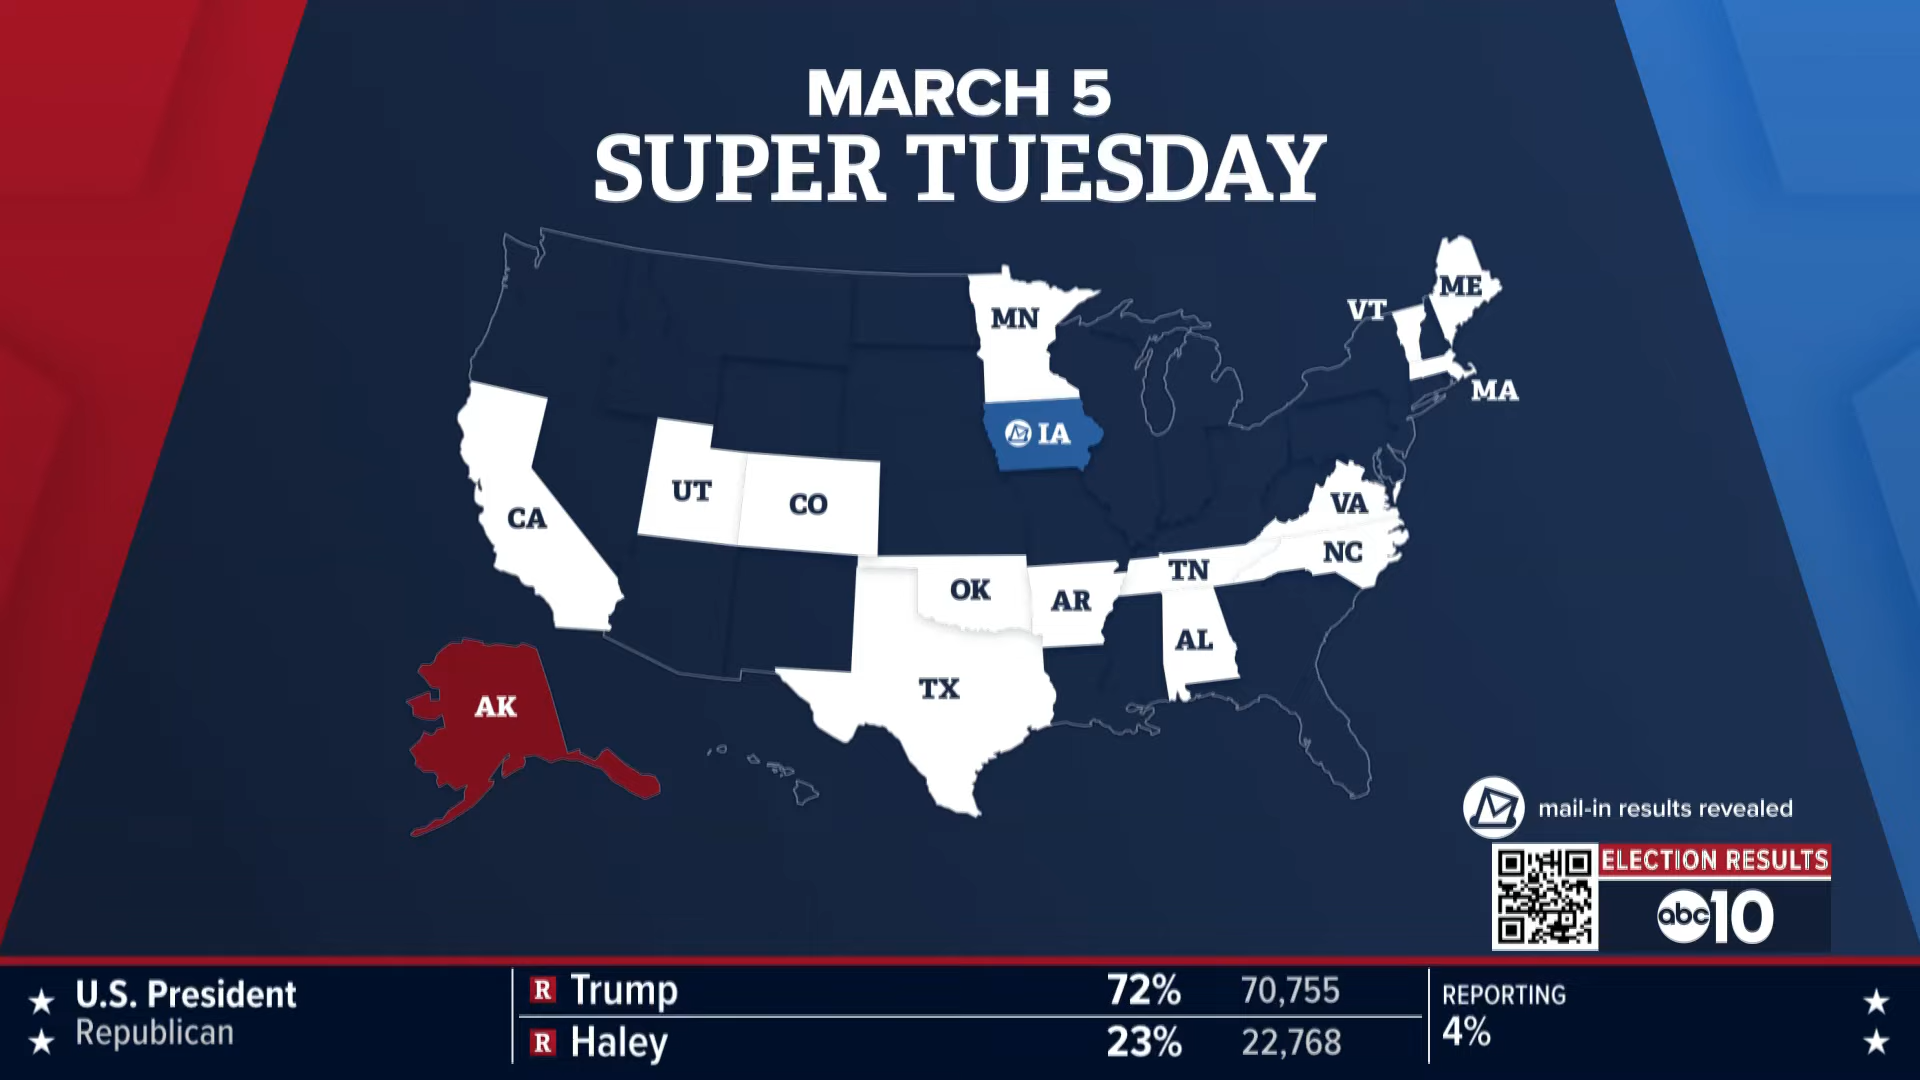 MARCH 5
SUPER TUESDAY
ME
VT
MN
MA
IA
UT
CO
CA
VA
NC
TN
OK
AR
AL
TX
AK
mail-in results revealed
ELECTION RESULTS
abc10
U.S. President
Republican
R Trump 72% 70,755
R Haley 23% 22,768
REPORTING
4%